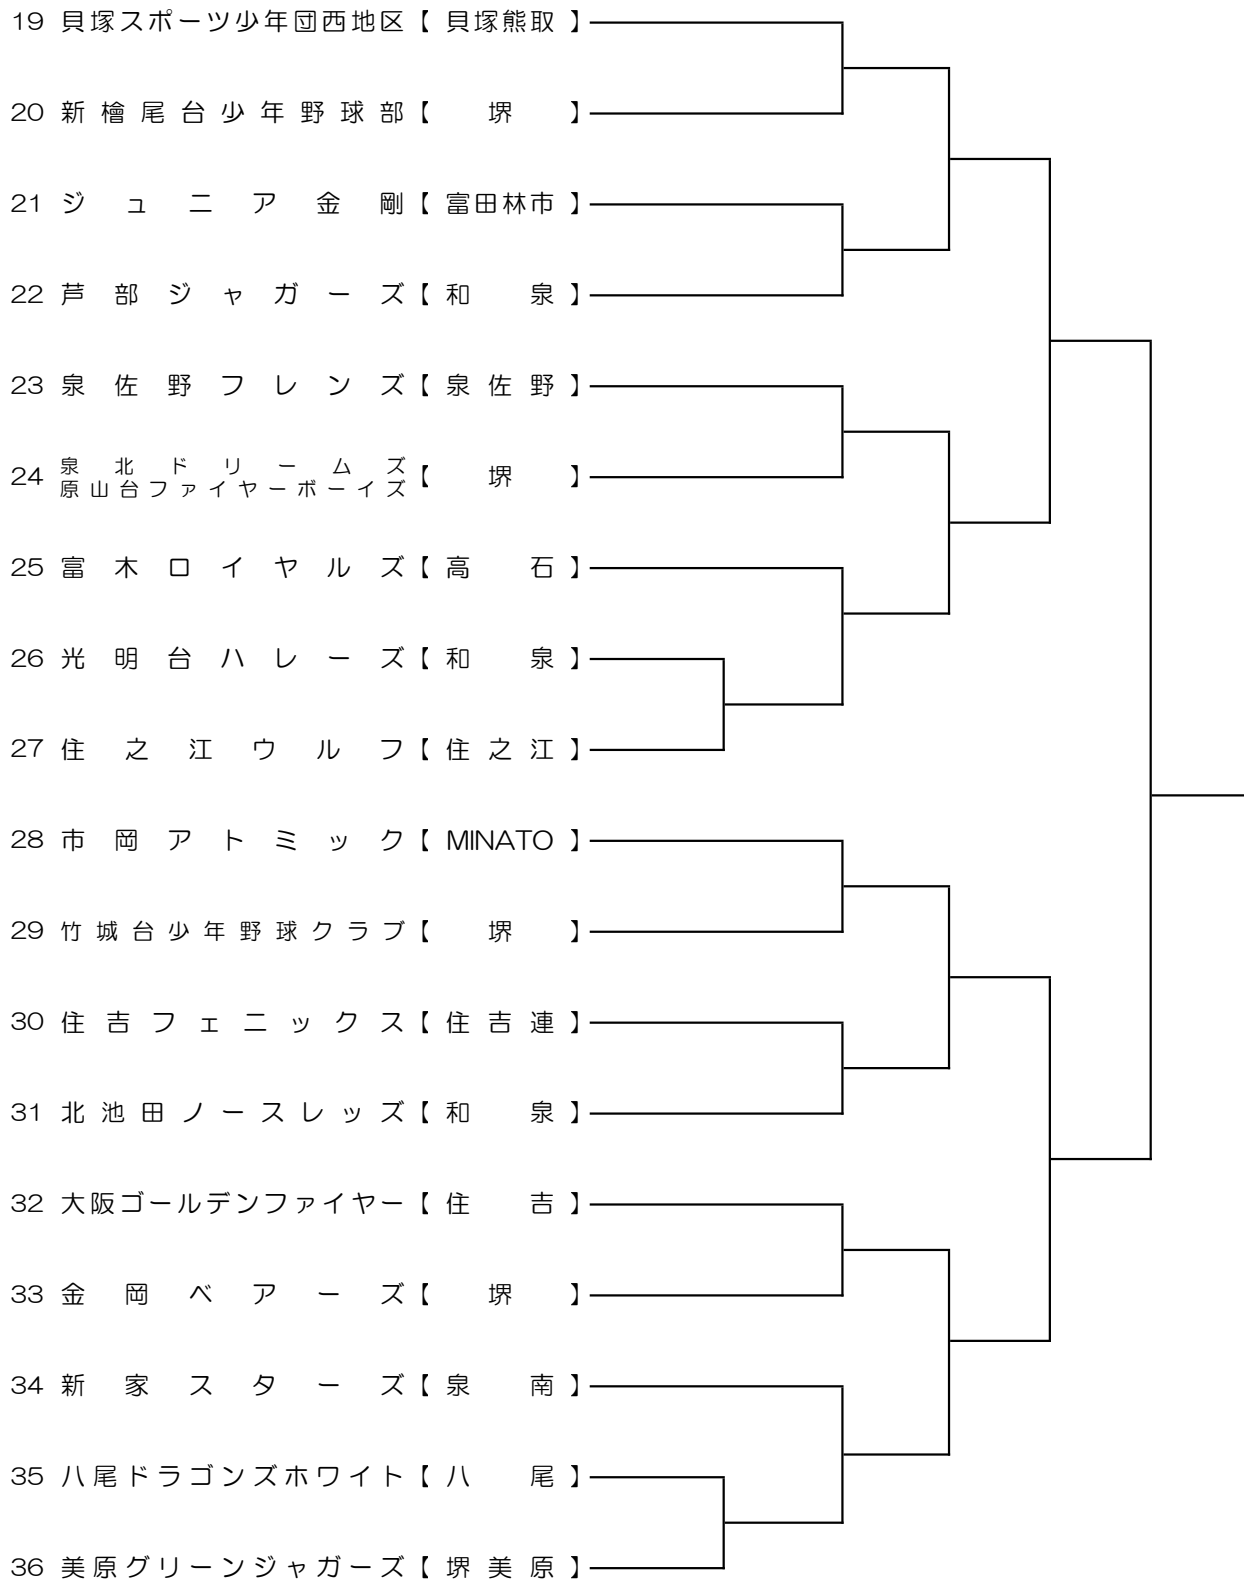 19 貝塚スポーツ少年団西地区【 貝塚熊取 】
20 新檜尾台少年野球部【 堺 】
21 ジュニア金剛【 富田林市 】
22 芦部ジャガーズ【 和泉 】
23 泉佐野フレンズ【 泉佐野 】
24 泉北ドリームズ
原山台ファイヤーボーイズ【 堺 】
25 富木ロイヤルズ【 高石 】
26 光明台ハレーズ【 和泉 】
27 住之江ウルフ【 住之江 】
28 市岡アトミック【 MINATO 】
29 竹城台少年野球クラブ【 堺 】
30 住吉フェニックス【 住吉連 】
31 北池田ノースレッズ【 和泉 】
32 大阪ゴールデンファイヤー【 住吉 】
33 金岡ベアーズ【 堺 】
34 新家スターズ【 泉南 】
35 八尾ドラゴンズホワイト【 八尾 】
36 美原グリーンジャガーズ【 堺美原 】